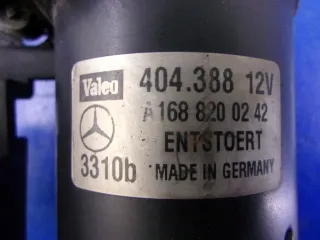 Valeo 404.388 12V
A 168 820 02 42
ENTSTOERT
3310b MADE IN GERMANY